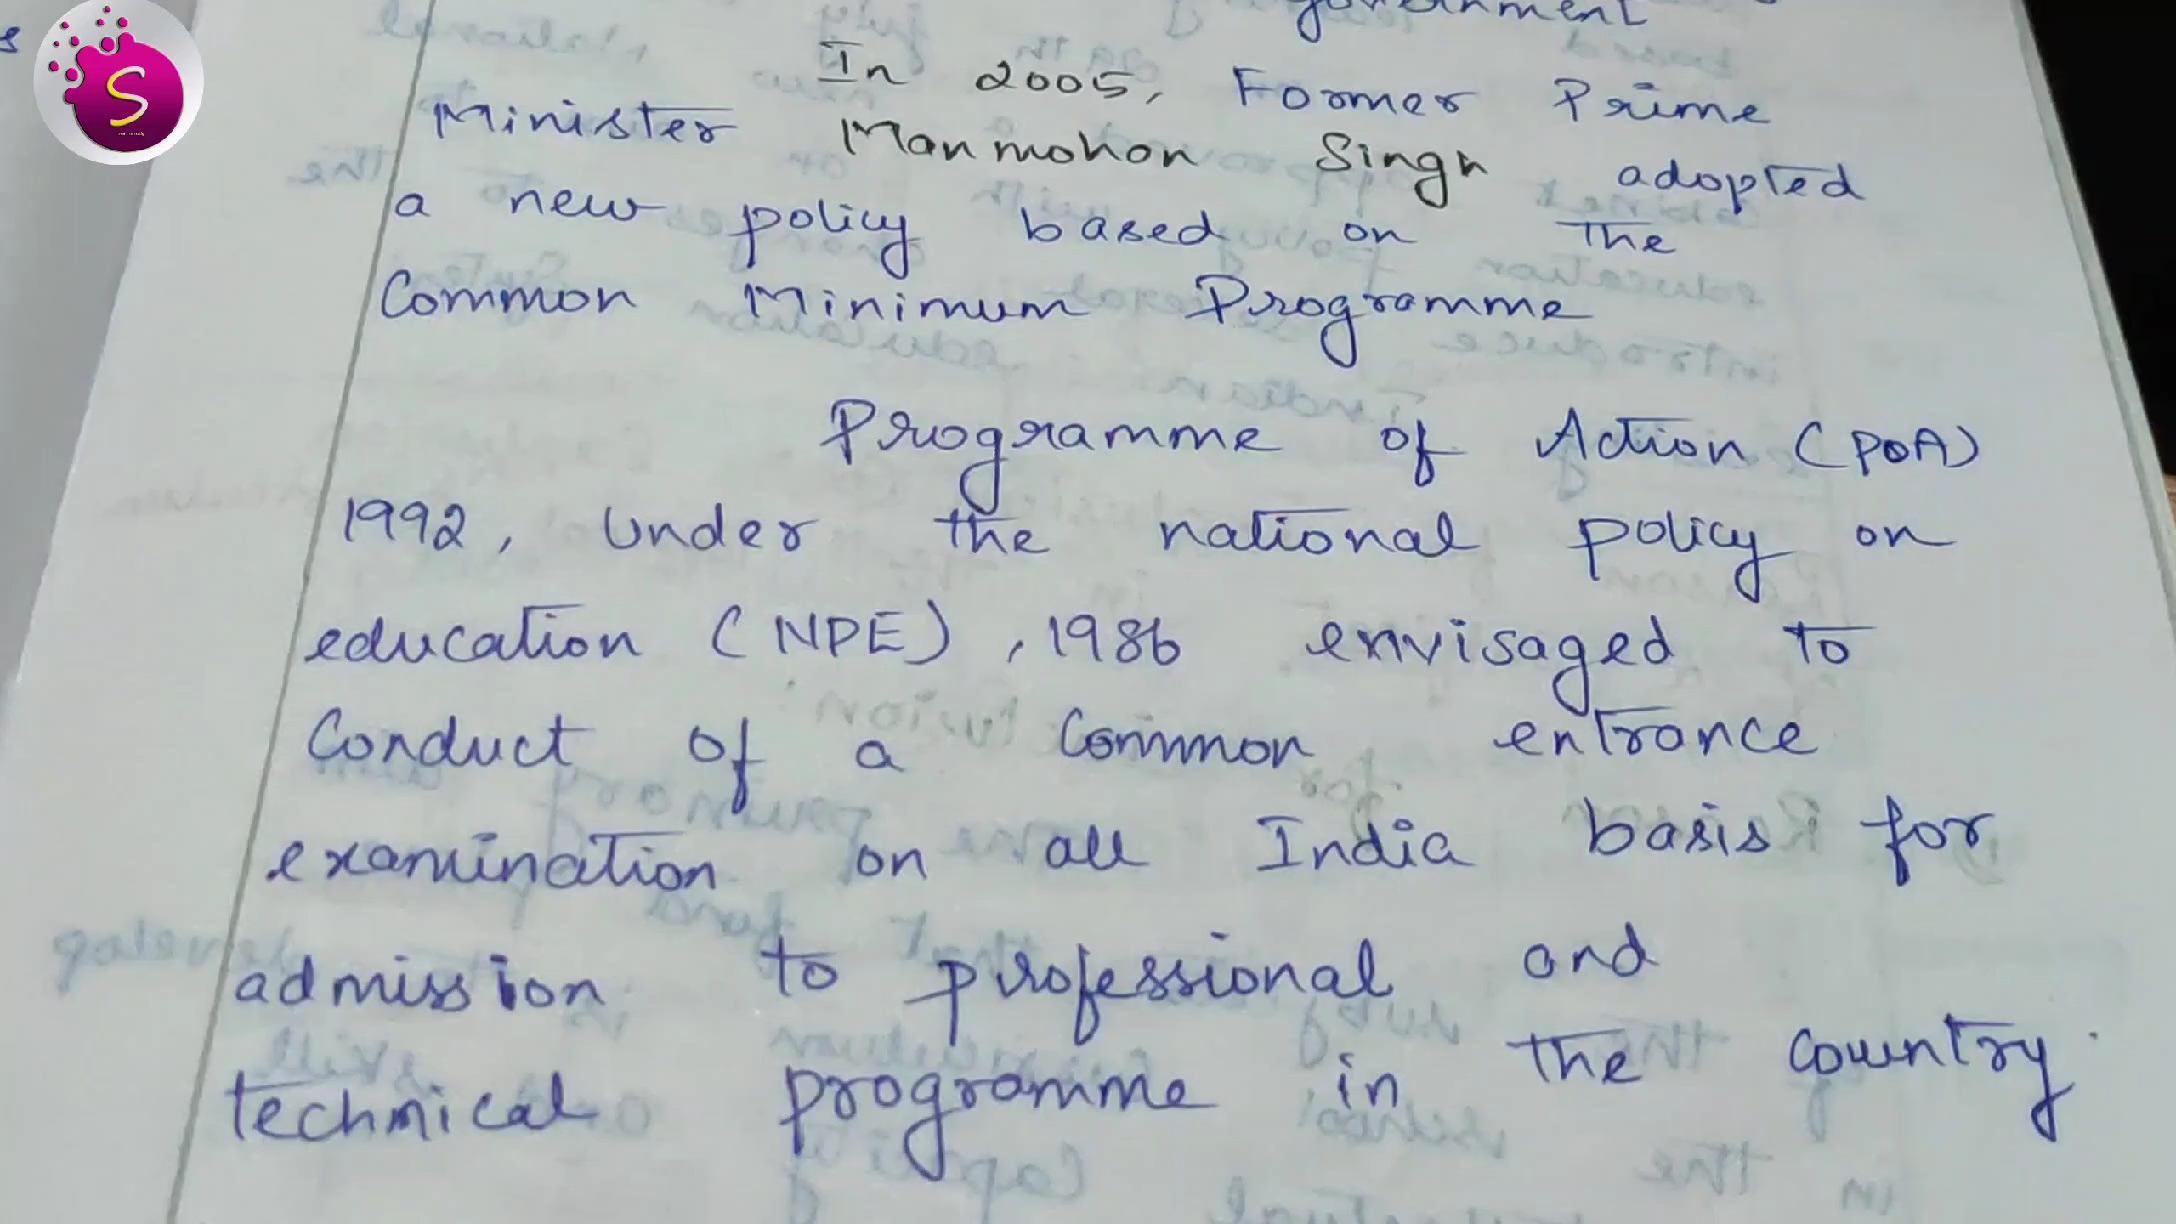 government
In 2005, Former Prime
Minister Manmohan Singh adopted
a new policy based on the
Common Minimum Programme
Programme of Action (POA)
1992, Under the national policy on
education (NPE), 1986 envisaged to
Conduct of a Common entrance
examination on all India basis for
admission to professional and
technical programme in the country.
S